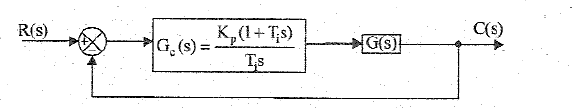 R(s)
+
−
G_c(s) = K_p(1+T_i s) / T_i s
G(s)
C(s)